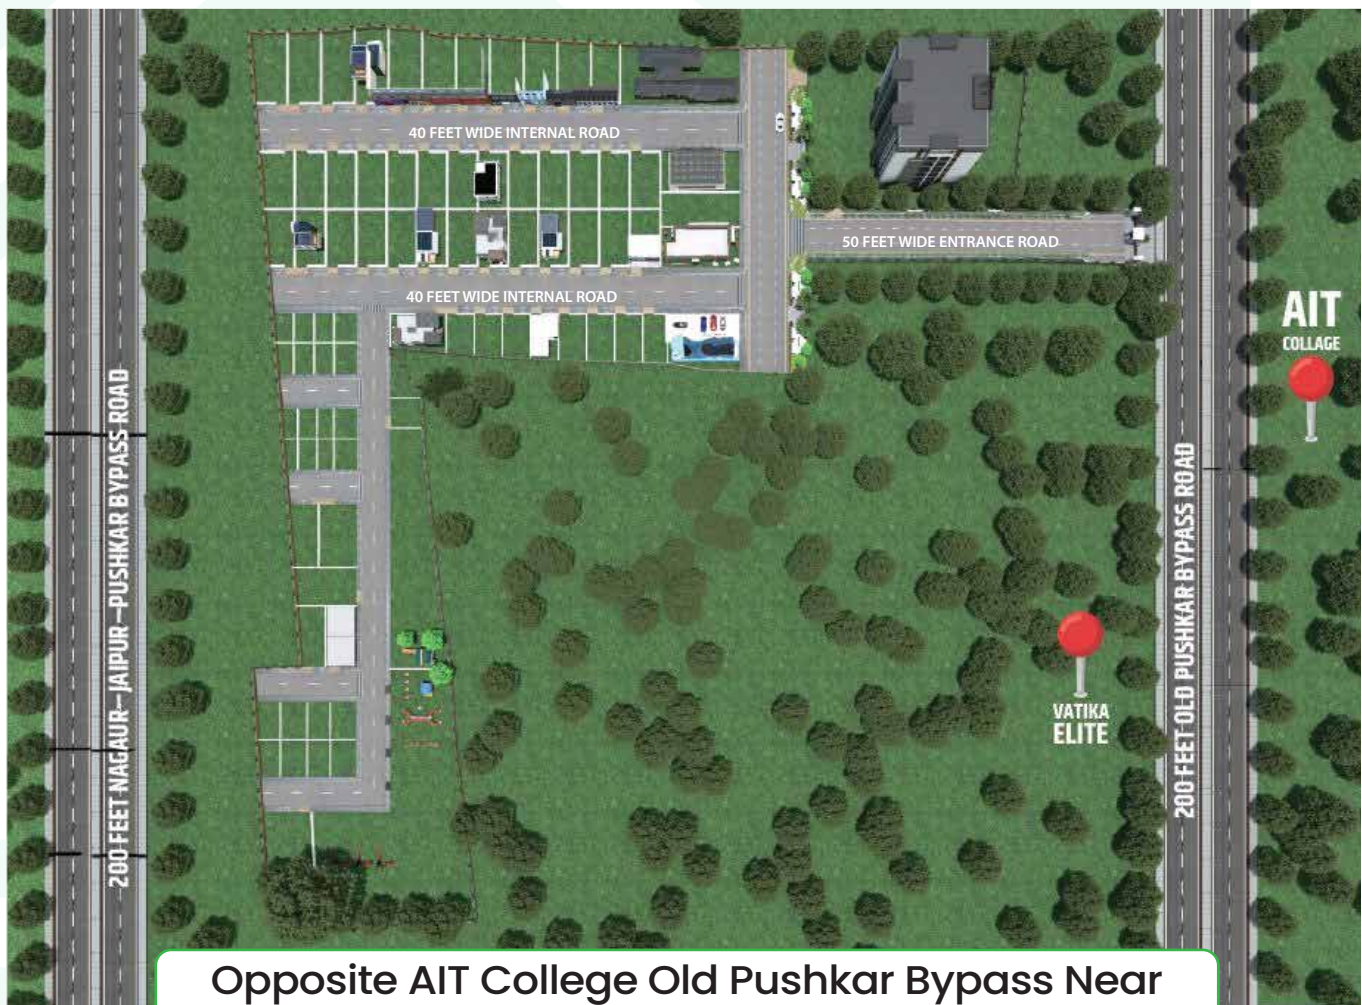 40 FEET WIDE INTERNAL ROAD
50 FEET WIDE ENTRANCE ROAD
40 FEET WIDE INTERNAL ROAD
AIT
COLLAGE
200 FEET NAGAUR-JAIPUR-PUSHKAR BYPASS ROAD
200 FEET OLD PUSHKAR BYPASS ROAD
VATIKA
ELITE
Opposite AIT College Old Pushkar Bypass Near